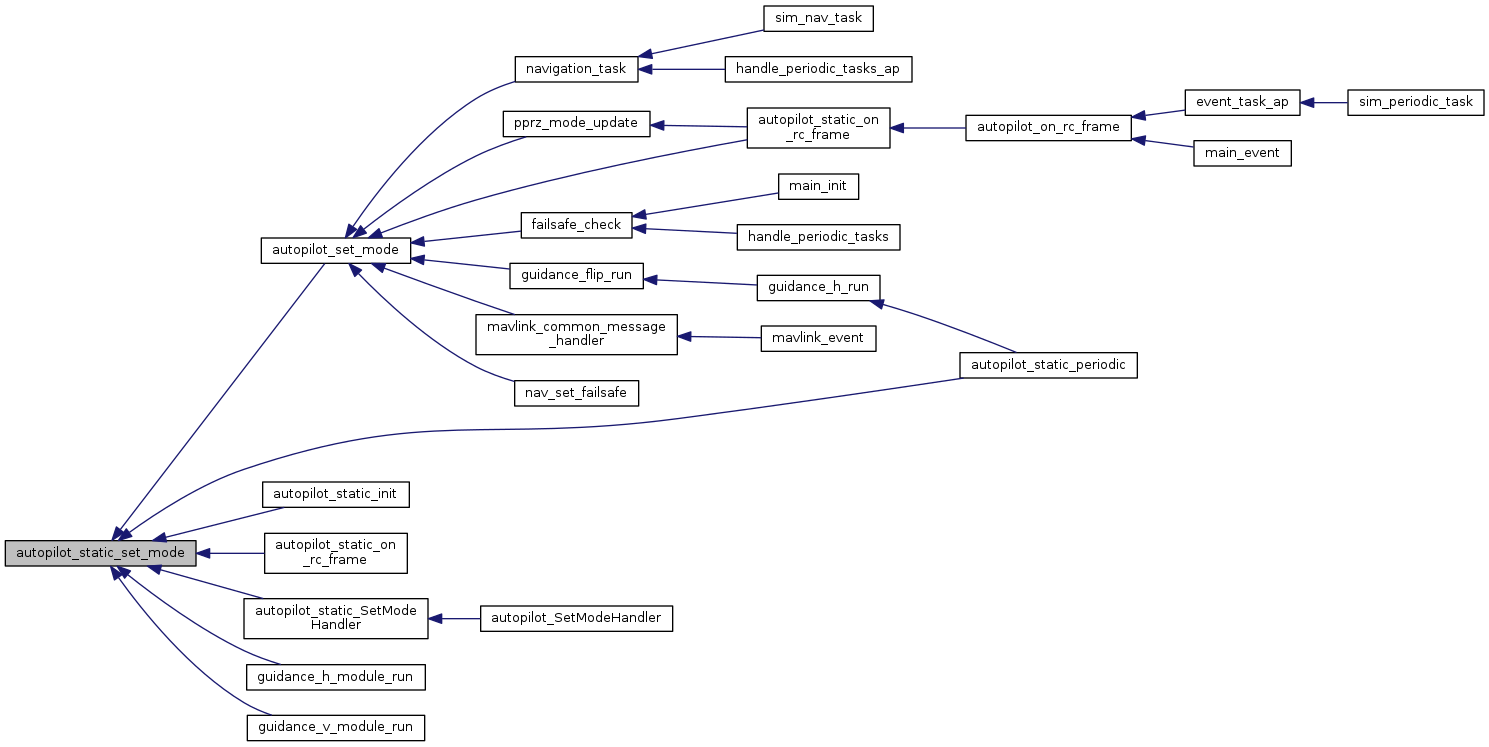 sim_nav_task
navigation_task
handle_periodic_tasks_ap
event_task_ap
sim_periodic_task
pprz_mode_update
autopilot_static_on
_rc_frame
autopilot_on_rc_frame
main_event
main_init
failsafe_check
handle_periodic_tasks
autopilot_set_mode
guidance_flip_run
guidance_h_run
mavlink_common_message
_handler
mavlink_event
autopilot_static_periodic
nav_set_failsafe
autopilot_static_init
autopilot_static_set_mode
autopilot_static_on
_rc_frame
autopilot_static_SetMode
Handler
autopilot_SetModeHandler
guidance_h_module_run
guidance_v_module_run